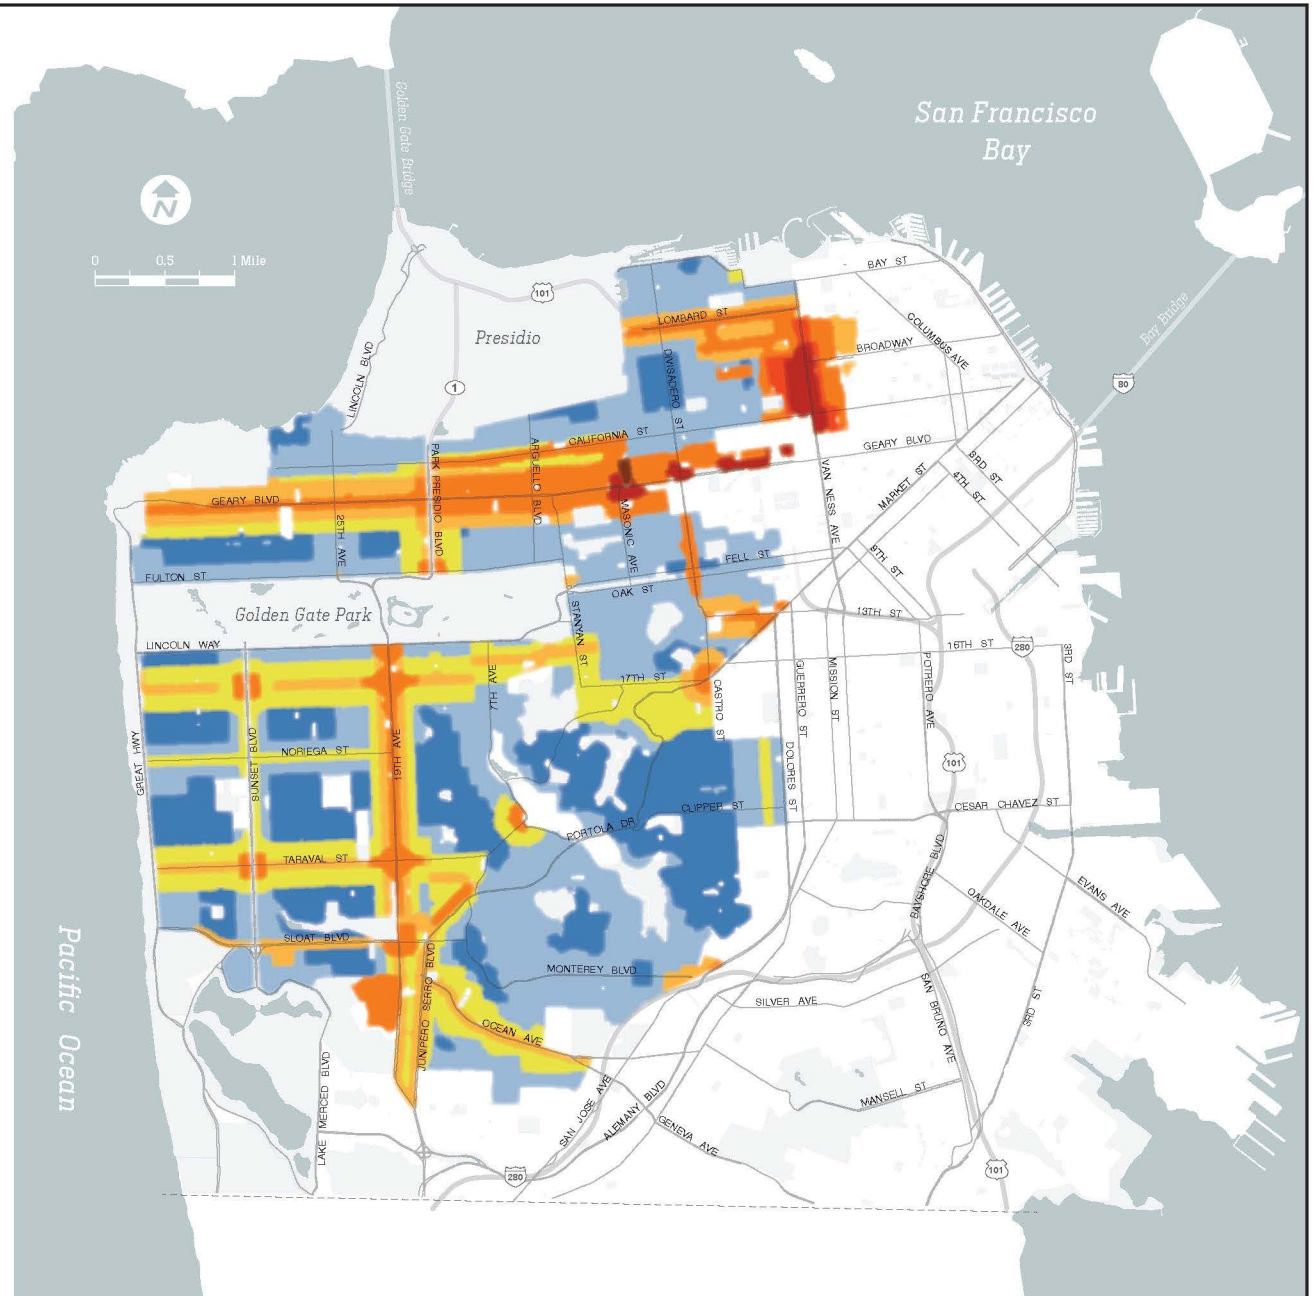 San Francisco
Bay
Golden Gate Bridge
N
0 0.5 1 Mile
BAY ST
101
LOMBARD ST
COLUMBUS AVE
Bay Bridge
Presidio
BROADWAY
LINCOLN BLVD
DIVISADERO ST
1
80
CALIFORNIA ST
GEARY BLVD
PARK PRESIDIO BLVD
ARGUELLO BLVD
3RD ST
4TH ST
MARKET ST
VAN NESS AVE
GEARY BLVD
25TH AVE
MASONIC AVE
FELL ST
9TH ST
FULTON ST
OAK ST
Golden Gate Park
STANYAN ST
13TH ST
LINCOLN WAY
16TH ST
280
3RD ST
7TH AVE
17TH ST
CASTRO ST
GUERRERO ST
MISSION ST
POTRERO AVE
GREAT HWY
SUNSET BLVD
NORIEGA ST
19TH AVE
DOLORES ST
101
CLIPPER ST
CESAR CHAVEZ ST
PORTOLA DR
TARAVAL ST
BAYSHORE BLVD
EVANS AVE
OAKDALE AVE
SLOAT BLVD
Pacific Ocean
JUNIPERO SERRO BLVD
MONTEREY BLVD
SILVER AVE
SAN BRUNO AVE
3RD ST
OCEAN AVE
LAKE MERCED BLVD
SAN JOSE AVE
ALEMANY BLVD
MANSELL ST
GENEVA AVE
280
101